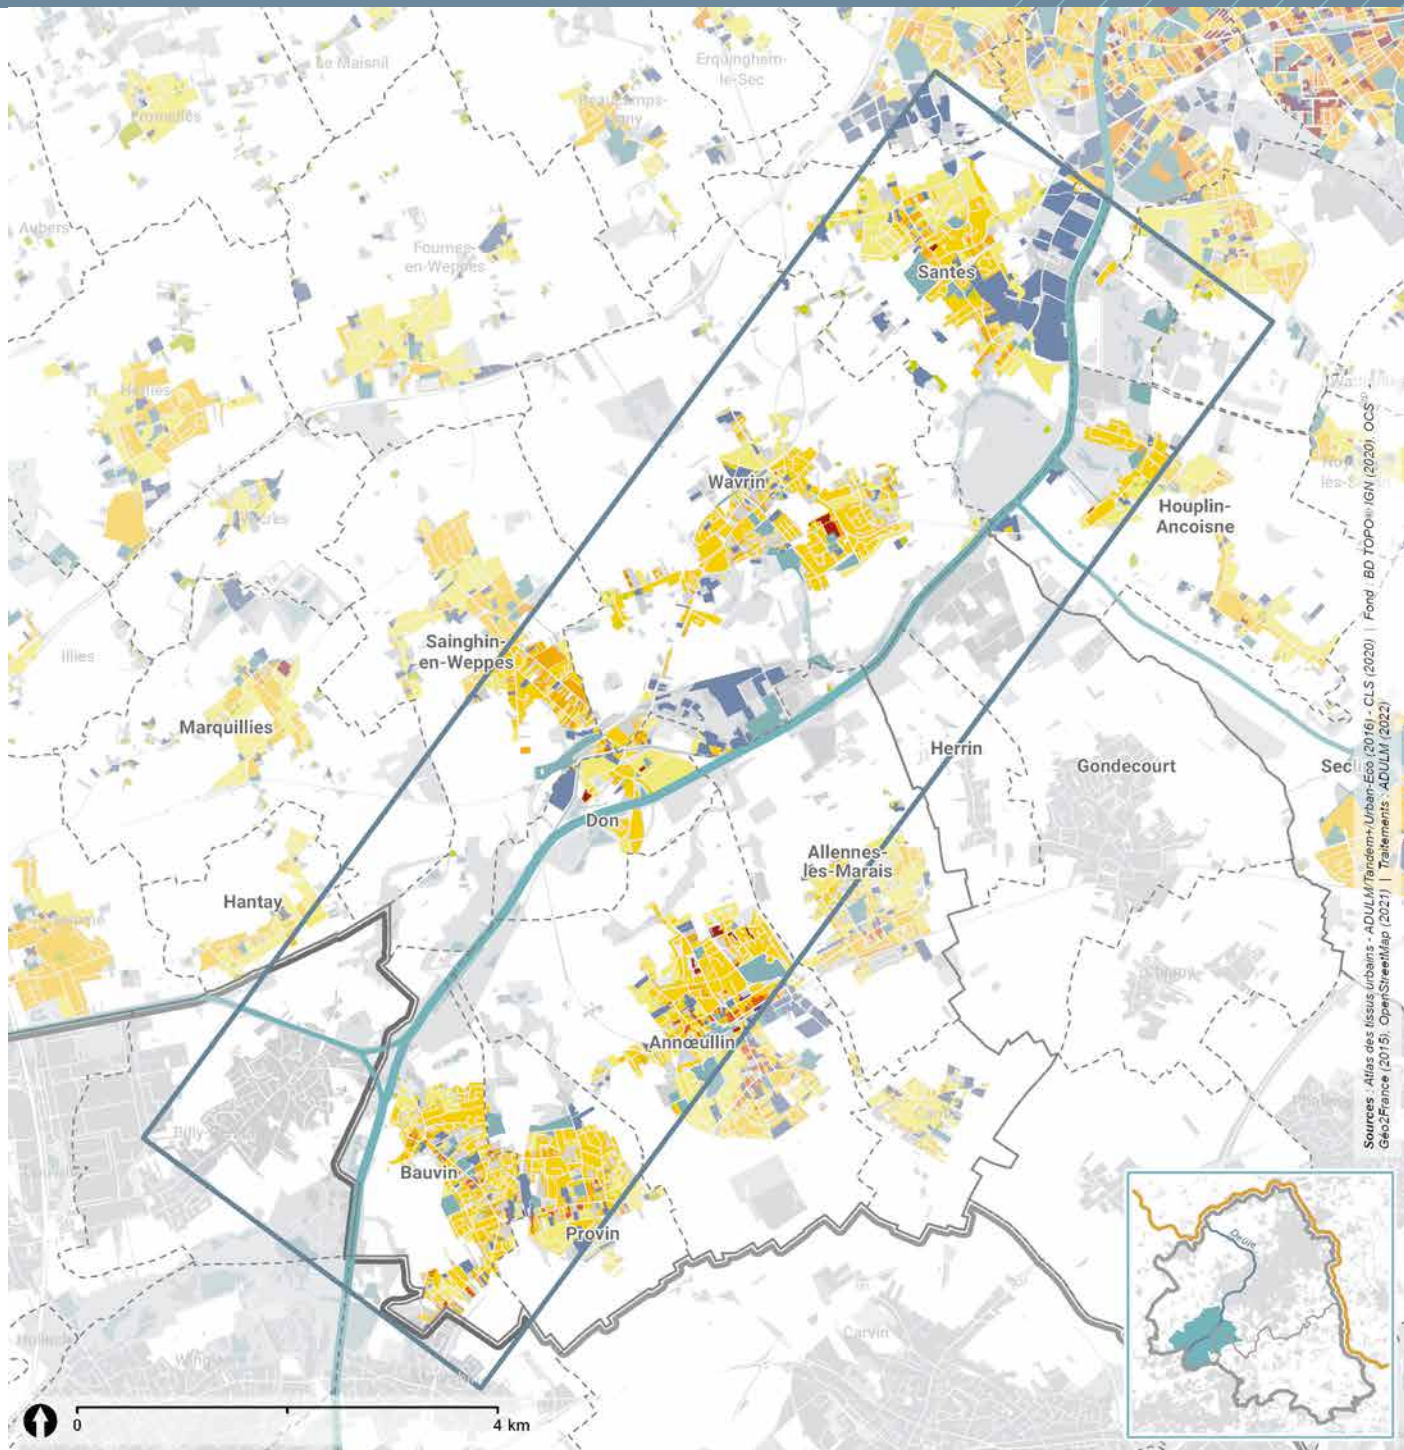 Le Maisnil
Erquinghem-
le-Sec
Fromelles
Beaucamps-
Ligny
Aubers
Fournes-
en-Weppes
Santes
Herlies
Wavrin
Houplin-
Ancoisne
Illies
Sainghin-
en-Weppes
Marquillies
Herrin
Gondecourt
Don
Allennes-
les-Marais
Hantay
Annœullin
Bauvin
Provin
Carvin
Deûle
0
4 km
Sources : Atlas des tissus urbains - ADULM/Tandem+/Urban-Eco (2016) - CLS (2020) | Fond : BD TOPO® IGN (2020), OCS
Géo2France (2015), OpenStreetMap (2021) | Traitements : ADULM (2022)